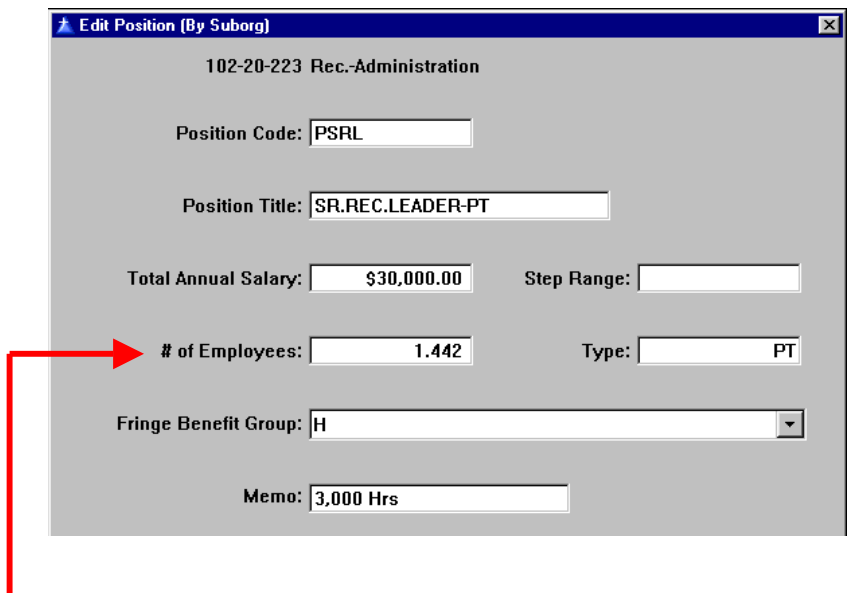 Edit Position (By Suborg)
102-20-223 Rec.-Administration
Position Code: PSRL
Position Title: SR.REC.LEADER-PT
Total Annual Salary: $30,000.00 Step Range:
# of Employees: 1.442 Type: PT
Fringe Benefit Group: H
Memo: 3,000 Hrs